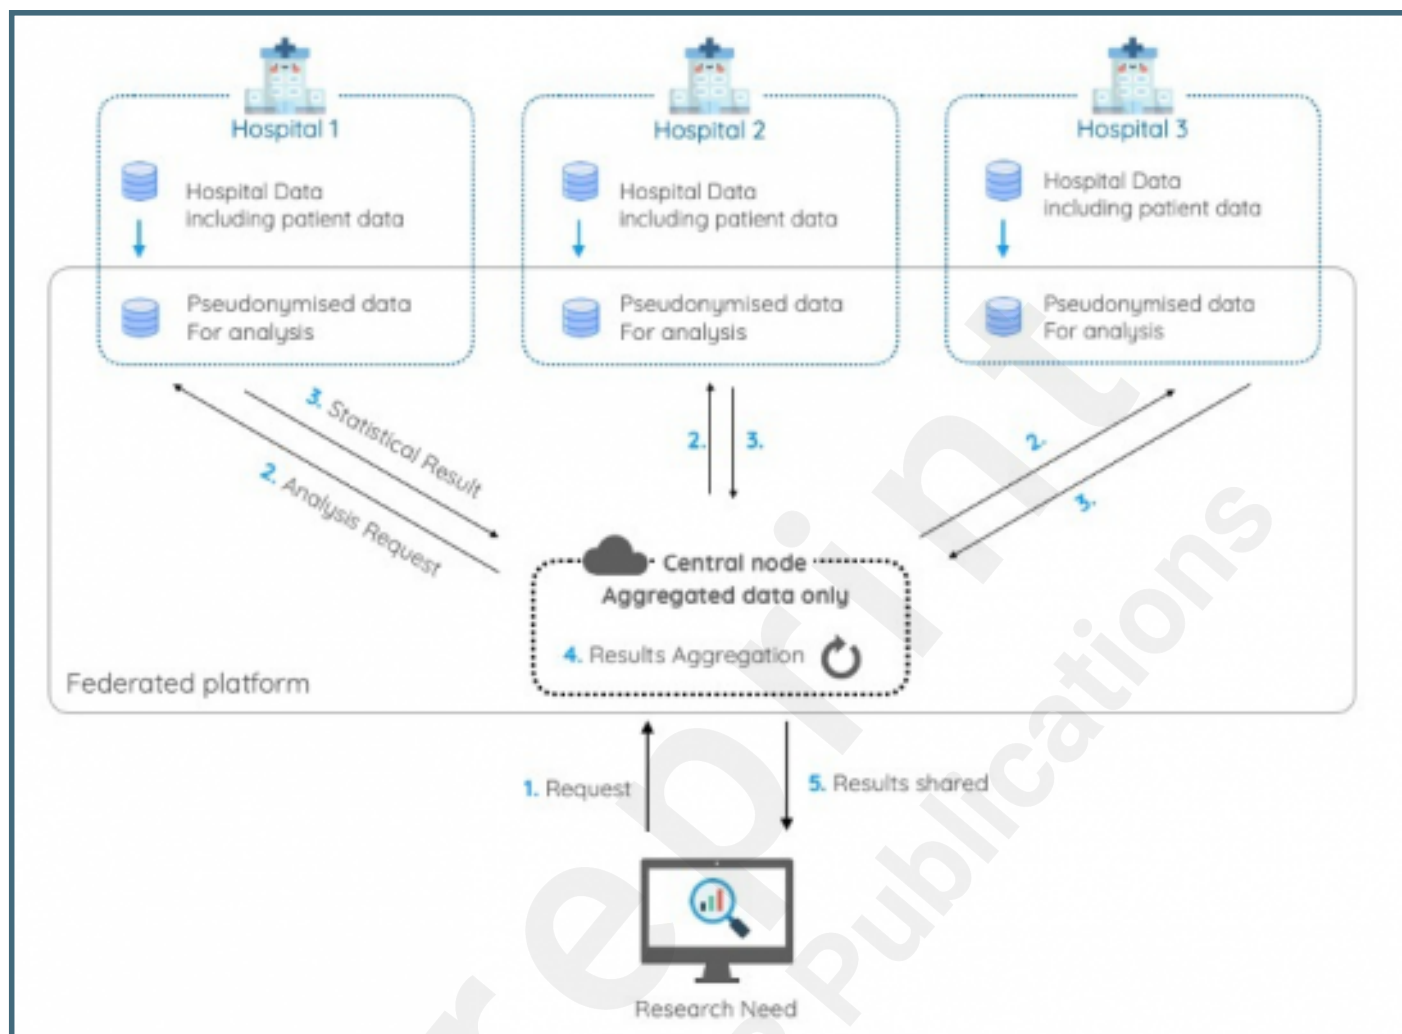 Hospital 1
Hospital 2
Hospital 3
Hospital Data
including patient data
Hospital Data
including patient data
Hospital Data
including patient data
Pseudonymised data
For analysis
Pseudonymised data
For analysis
Pseudonymised data
For analysis
3. Statistical Result
2. Analysis Request
2.
3.
2.
3.
Central node
Aggregated data only
4. Results Aggregation
Federated platform
1. Request
5. Results shared
Research Need
reprint
Publications